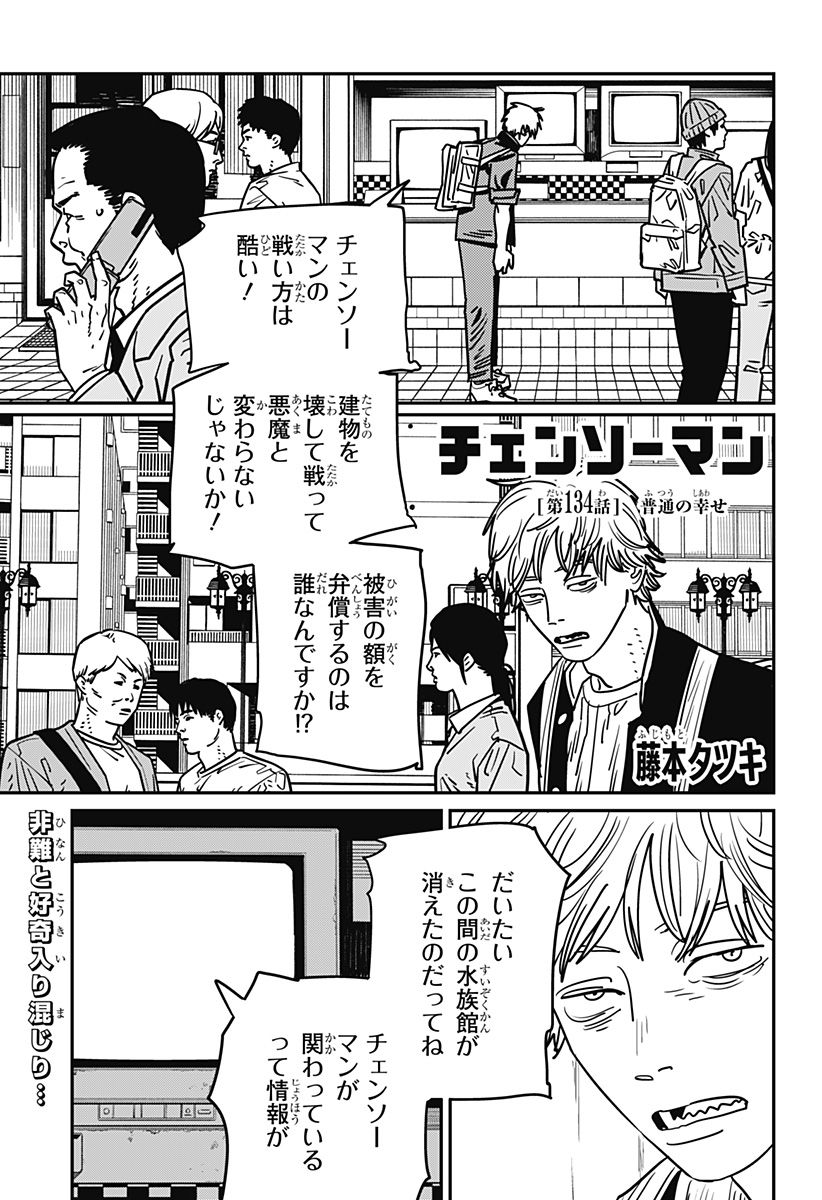 チェンソー
マンの
戦い方は
酷い！
チェンソーマン
［第134話］ 普通の幸せ
建物を
壊して戦って
悪魔と
変わらない
じゃないか！
被害の額を
弁償するのは
誰なんですか!?
藤本タツキ
だいたい
この間の水族館が
消えたのだってね
チェンソー
マンが
関わっている
って情報が
非難と好奇入り混じり…